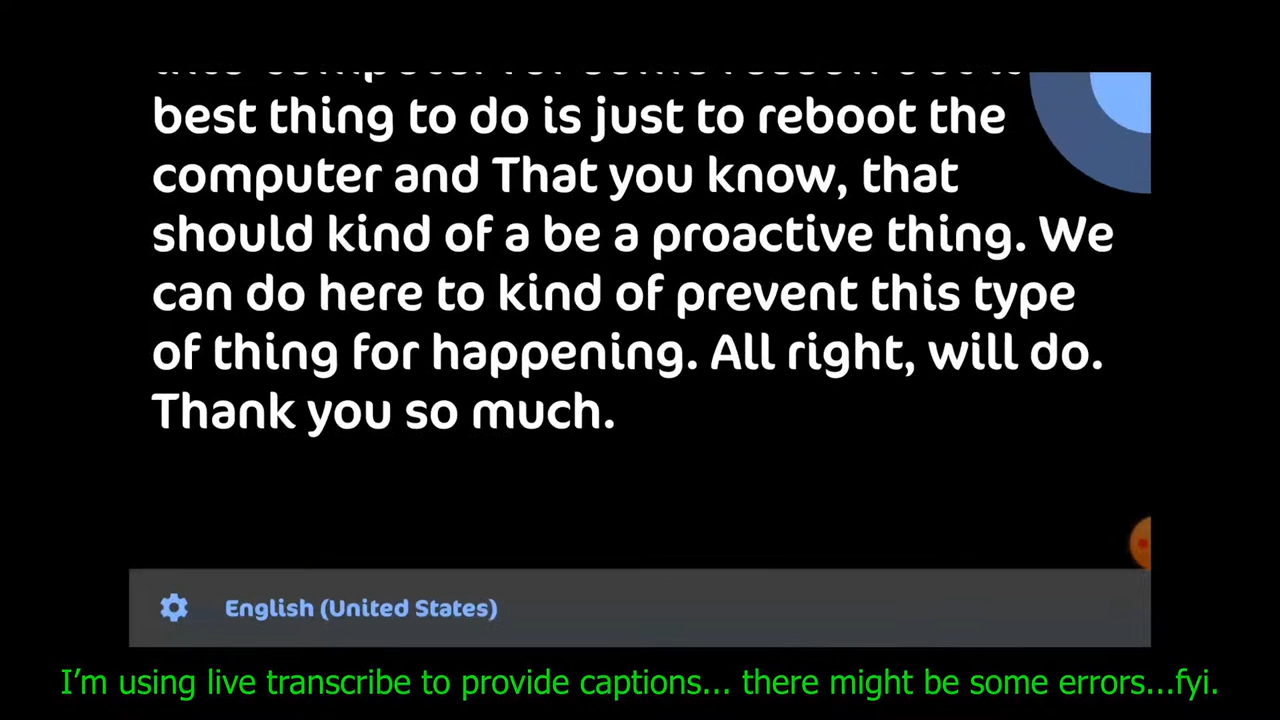 best thing to do is just to reboot the
computer and That you know, that
should kind of a be a proactive thing. We
can do here to kind of prevent this type
of thing for happening. All right, will do.
Thank you so much.
English (United States)
I'm using live transcribe to provide captions... there might be some errors...fyi.